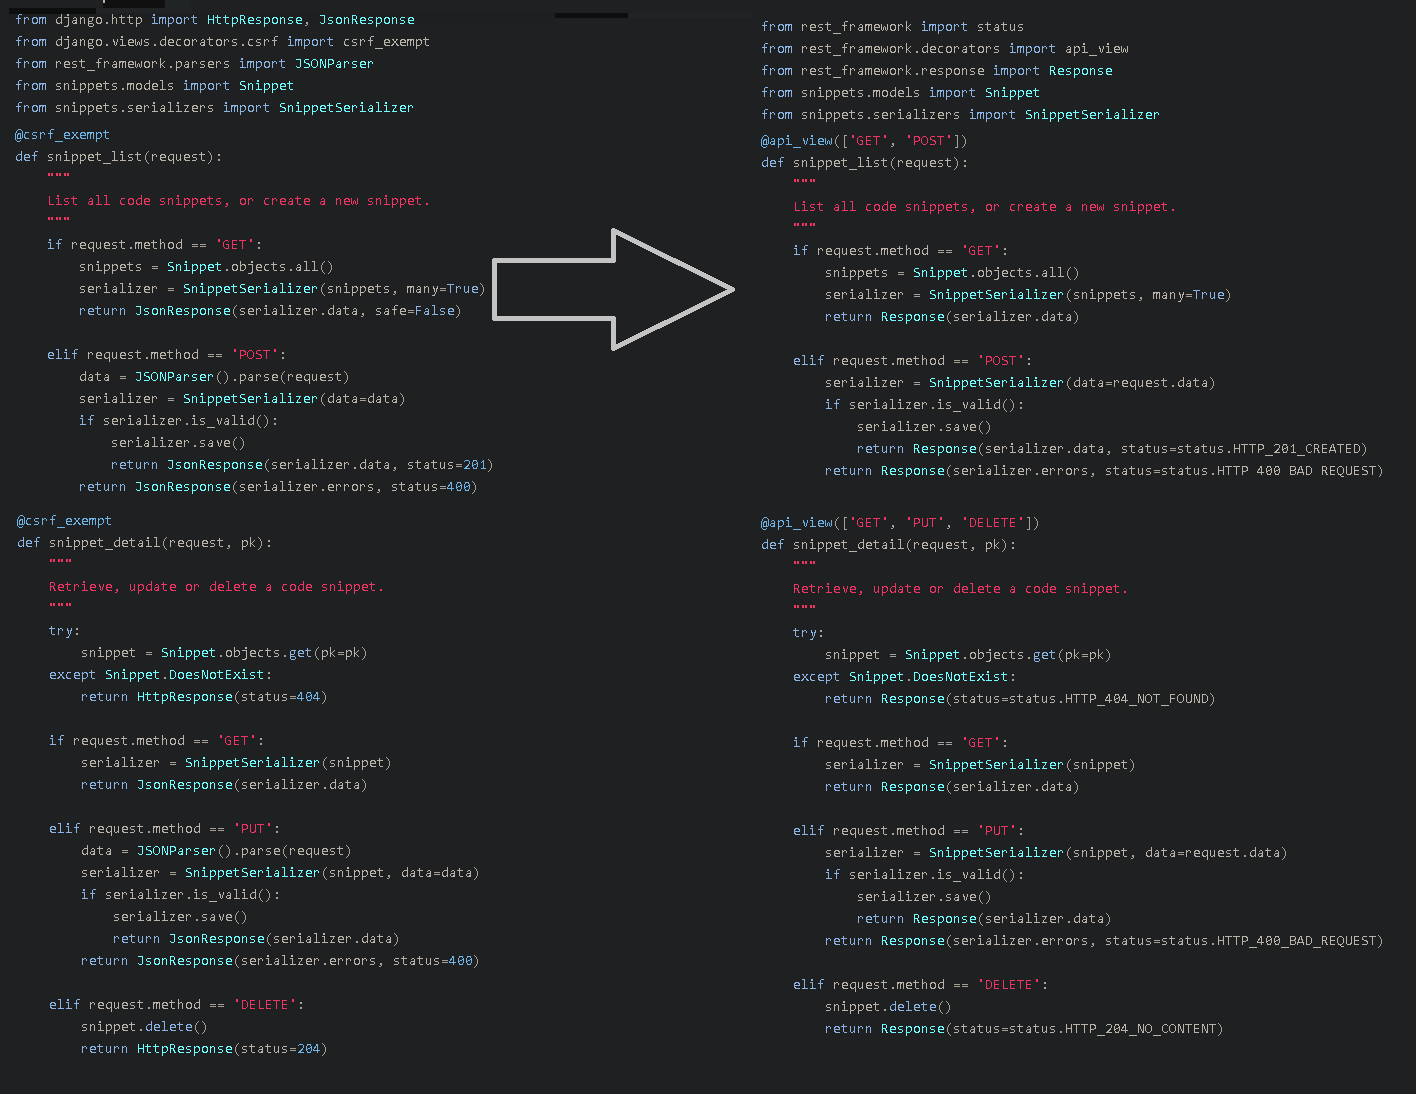 from django.http import HttpResponse, JsonResponse
from django.views.decorators.csrf import csrf_exempt
from rest_framework.parsers import JSONParser
from snippets.models import Snippet
from snippets.serializers import SnippetSerializer
@csrf_exempt
def snippet_list(request):
"""
List all code snippets, or create a new snippet.
"""
if request.method == 'GET':
snippets = Snippet.objects.all()
serializer = SnippetSerializer(snippets, many=True)
return JsonResponse(serializer.data, safe=False)
elif request.method == 'POST':
data = JSONParser().parse(request)
serializer = SnippetSerializer(data=data)
if serializer.is_valid():
serializer.save()
return JsonResponse(serializer.data, status=201)
return JsonResponse(serializer.errors, status=400)
@csrf_exempt
def snippet_detail(request, pk):
"""
Retrieve, update or delete a code snippet.
"""
try:
snippet = Snippet.objects.get(pk=pk)
except Snippet.DoesNotExist:
return HttpResponse(status=404)
if request.method == 'GET':
serializer = SnippetSerializer(snippet)
return JsonResponse(serializer.data)
elif request.method == 'PUT':
data = JSONParser().parse(request)
serializer = SnippetSerializer(snippet, data=data)
if serializer.is_valid():
serializer.save()
return JsonResponse(serializer.data)
return JsonResponse(serializer.errors, status=400)
elif request.method == 'DELETE':
snippet.delete()
return HttpResponse(status=204)
from rest_framework import status
from rest_framework.decorators import api_view
from rest_framework.response import Response
from snippets.models import Snippet
from snippets.serializers import SnippetSerializer
@api_view(['GET', 'POST'])
def snippet_list(request):
"""
List all code snippets, or create a new snippet.
"""
if request.method == 'GET':
snippets = Snippet.objects.all()
serializer = SnippetSerializer(snippets, many=True)
return Response(serializer.data)
elif request.method == 'POST':
serializer = SnippetSerializer(data=request.data)
if serializer.is_valid():
serializer.save()
return Response(serializer.data, status=status.HTTP_201_CREATED)
return Response(serializer.errors, status=status.HTTP 400 BAD REQUEST)
@api_view(['GET', 'PUT', 'DELETE'])
def snippet_detail(request, pk):
"""
Retrieve, update or delete a code snippet.
"""
try:
snippet = Snippet.objects.get(pk=pk)
except Snippet.DoesNotExist:
return Response(status=status.HTTP_404_NOT_FOUND)
if request.method == 'GET':
serializer = SnippetSerializer(snippet)
return Response(serializer.data)
elif request.method == 'PUT':
serializer = SnippetSerializer(snippet, data=request.data)
if serializer.is_valid():
serializer.save()
return Response(serializer.data)
return Response(serializer.errors, status=status.HTTP_400_BAD_REQUEST)
elif request.method == 'DELETE':
snippet.delete()
return Response(status=status.HTTP_204_NO_CONTENT)